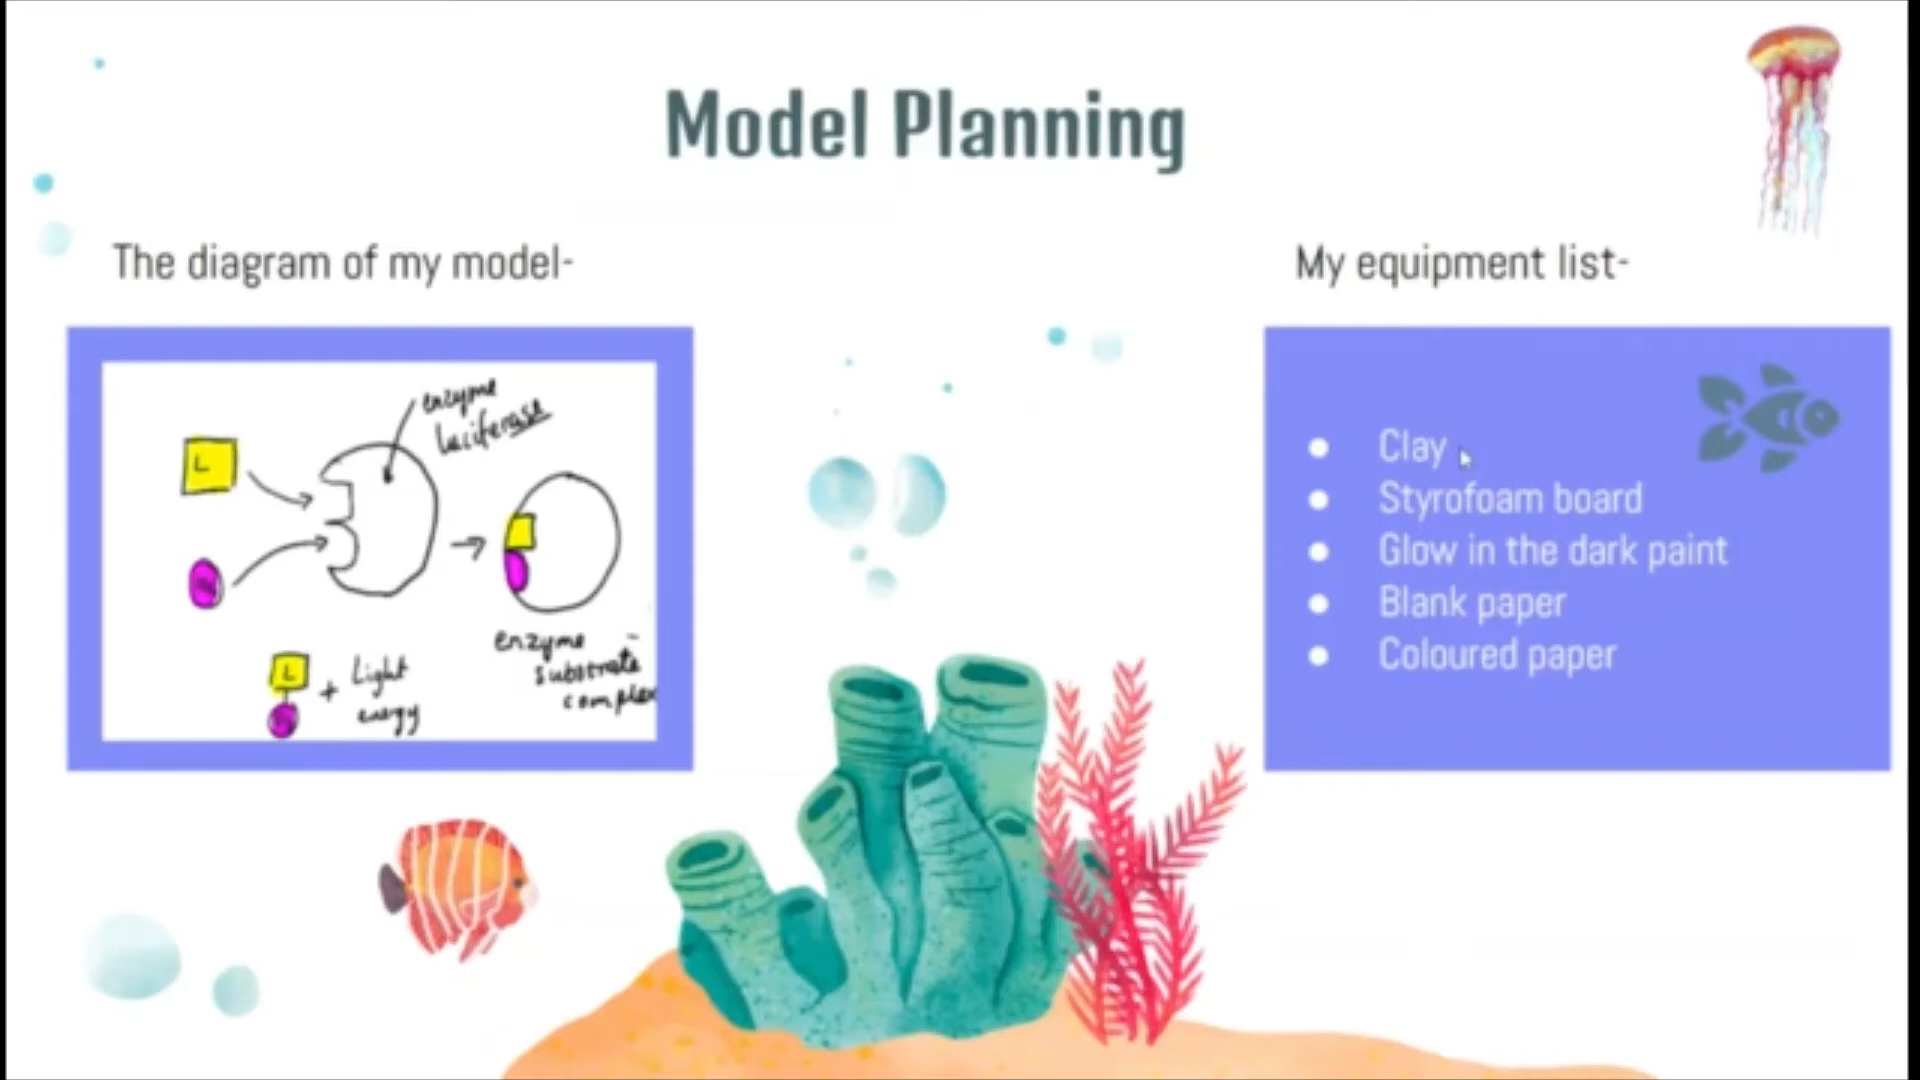 Model Planning
The diagram of my model-
enzyme
luciferase
L
enzyme
substrate
complex
L
+ Light
energy
My equipment list-
Clay
Styrofoam board
Glow in the dark paint
Blank paper
Coloured paper